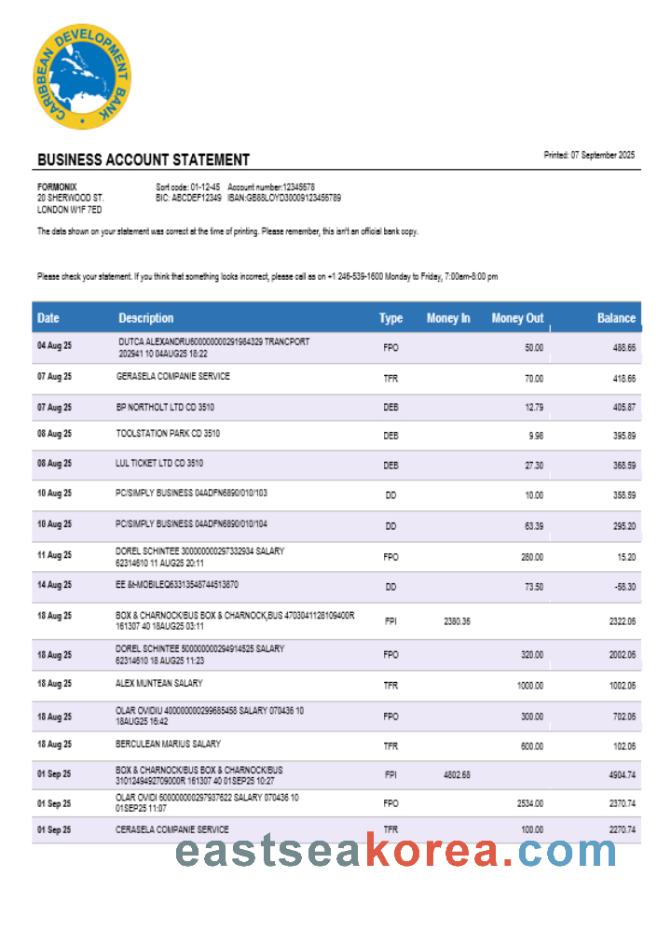 CARIBBEAN DEVELOPMENT BANK
BUSINESS ACCOUNT STATEMENT
Printed: 07 September 2025
FORMONIX Sort code: 01-12-45 Account number:12345678
20 SHERWOOD ST. BIC: ABCDEF12349 IBAN:GB88LOYD30009123456789
LONDON W1F 7ED
The data shown on your statement was correct at the time of printing. Please remember, this isn't an official bank copy.
Please check your statement. If you think that something looks incorrect, please call as on +1 246-539-1600 Monday to Friday, 7:00am-8:00 pm
Date Description Type Money In Money Out Balance
04 Aug 25 DUTCA ALEXANDRU600000000291984329 TRANCPORT FPO 50.00 488.66
202941 10 04AUG25 18:22
07 Aug 25 GERASELA COMPANIE SERVICE TFR 70.00 418.66
07 Aug 25 BP NORTHOLT LTD CD 3510 DEB 12.79 405.87
08 Aug 25 TOOLSTATION PARK CD 3510 DEB 9.98 395.89
08 Aug 25 LUL TICKET LTD CD 3510 DEB 27.30 368.59
10 Aug 25 PC/SIMPLY BUSINESS 04ADFN6890/010/103 DD 10.00 358.59
10 Aug 25 PC/SIMPLY BUSINESS 04ADFN6890/010/104 DD 63.39 295.20
11 Aug 25 DOREL SCHINTEE 300000000297332934 SALARY FPO 280.00 15.20
62314610 11 AUG25 20:11
14 Aug 25 EE &t-MOBILEQ63313548744513870 DD 73.50 -58.30
18 Aug 25 BOX & CHARNOCK/BUS BOX & CHARNOCK,BUS 4703041128109400R FPI 2380.36 2322.06
161307 40 18AUG25 03:11
18 Aug 25 DOREL SCHINTEE 500000000294914525 SALARY FPO 320.00 2002.06
62314610 18 AUG25 11:23
18 Aug 25 ALEX MUNTEAN SALARY TFR 1000.00 1002.06
18 Aug 25 OLAR OVIDIU 400000000299685458 SALARY 070436 10 FPO 300.00 702.06
18AUG25 16:42
18 Aug 25 BERCULEAN MARIUS SALARY TFR 600.00 102.06
01 Sep 25 BOX & CHARNOCK/BUS BOX & CHARNOCK/BUS FPI 4802.68 4904.74
3101249492709000R 161307 40 01SEP25 10:27
01 Sep 25 OLAR OVIDI 600000000297937622 SALARY 070436 10 FPO 2534.00 2370.74
01SEP25 11:07
01 Sep 25 CERASELA COMPANIE SERVICE TFR 100.00 2270.74
eastseakorea.com